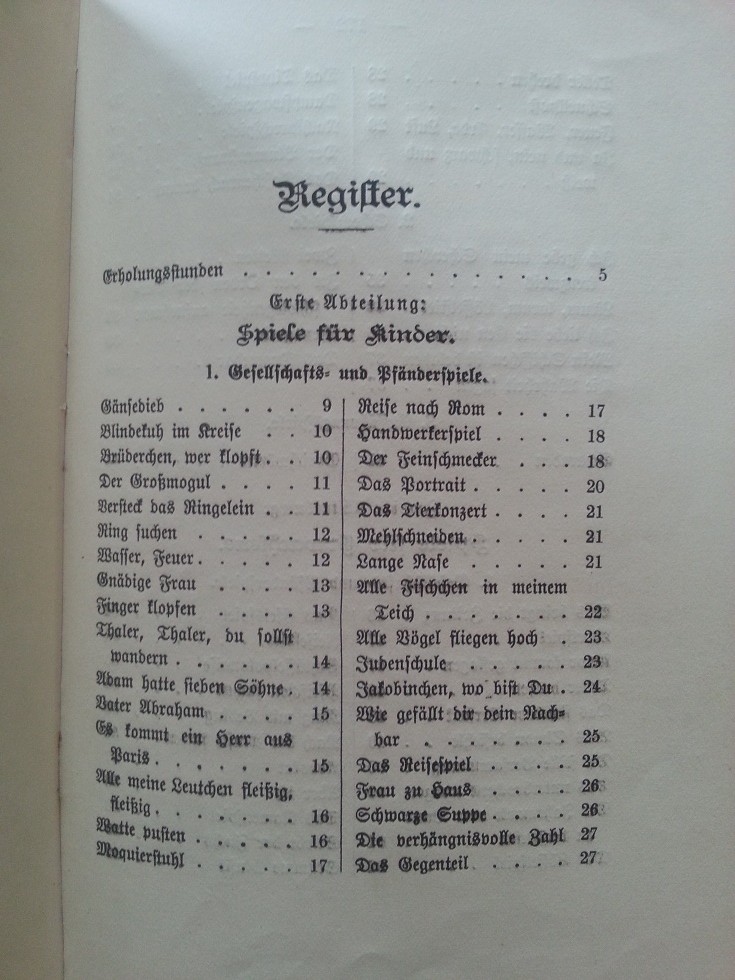 Register.
Erholungsstunden . . . . . . . . . . . . . . . 5
Erste Abteilung:
Spiele für Kinder.
1. Gesellschafts- und Pfänderspiele.
Gänsedieb . . . . . . 9
Blindekuh im Kreise . . 10
Brüderchen, wer klopft . . 10
Der Großmogul . . . . 11
Versteck das Ringelein . . 11
Ring suchen . . . . . 12
Wasser, Feuer . . . . . 12
Gnädige Frau . . . . 13
Finger klopfen . . . . 13
Thaler, Thaler, du sollst
wandern . . . . . . 14
Adam hatte sieben Söhne . 14
Vater Abraham . . . . 15
Es kommt ein Herr aus
Paris . . . . . . . 15
Alle meine Leutchen fleißig,
fleißig . . . . . . . 16
Watte pusten . . . . . 16
Moquierstuhl . . . . . 17
Reise nach Rom . . . . 17
Handwerkerspiel . . . . 18
Der Feinschmecker . . . 18
Das Portrait . . . . . 20
Das Tierkonzert . . . . 21
Mehlschneiden . . . . . 21
Lange Nase . . . . . 21
Alle Fischchen in meinem
Teich . . . . . . . 22
Alle Vögel fliegen hoch . 23
Judenschule . . . . . 23
Jakobinchen, wo bist Du . 24
Wie gefällt dir dein Nach-
bar . . . . . . . . 25
Das Reisespiel . . . . 25
Frau zu Haus . . . . 26
Schwarze Suppe . . . . 26
Die verhängnisvolle Zahl 27
Das Gegenteil . . . . 27